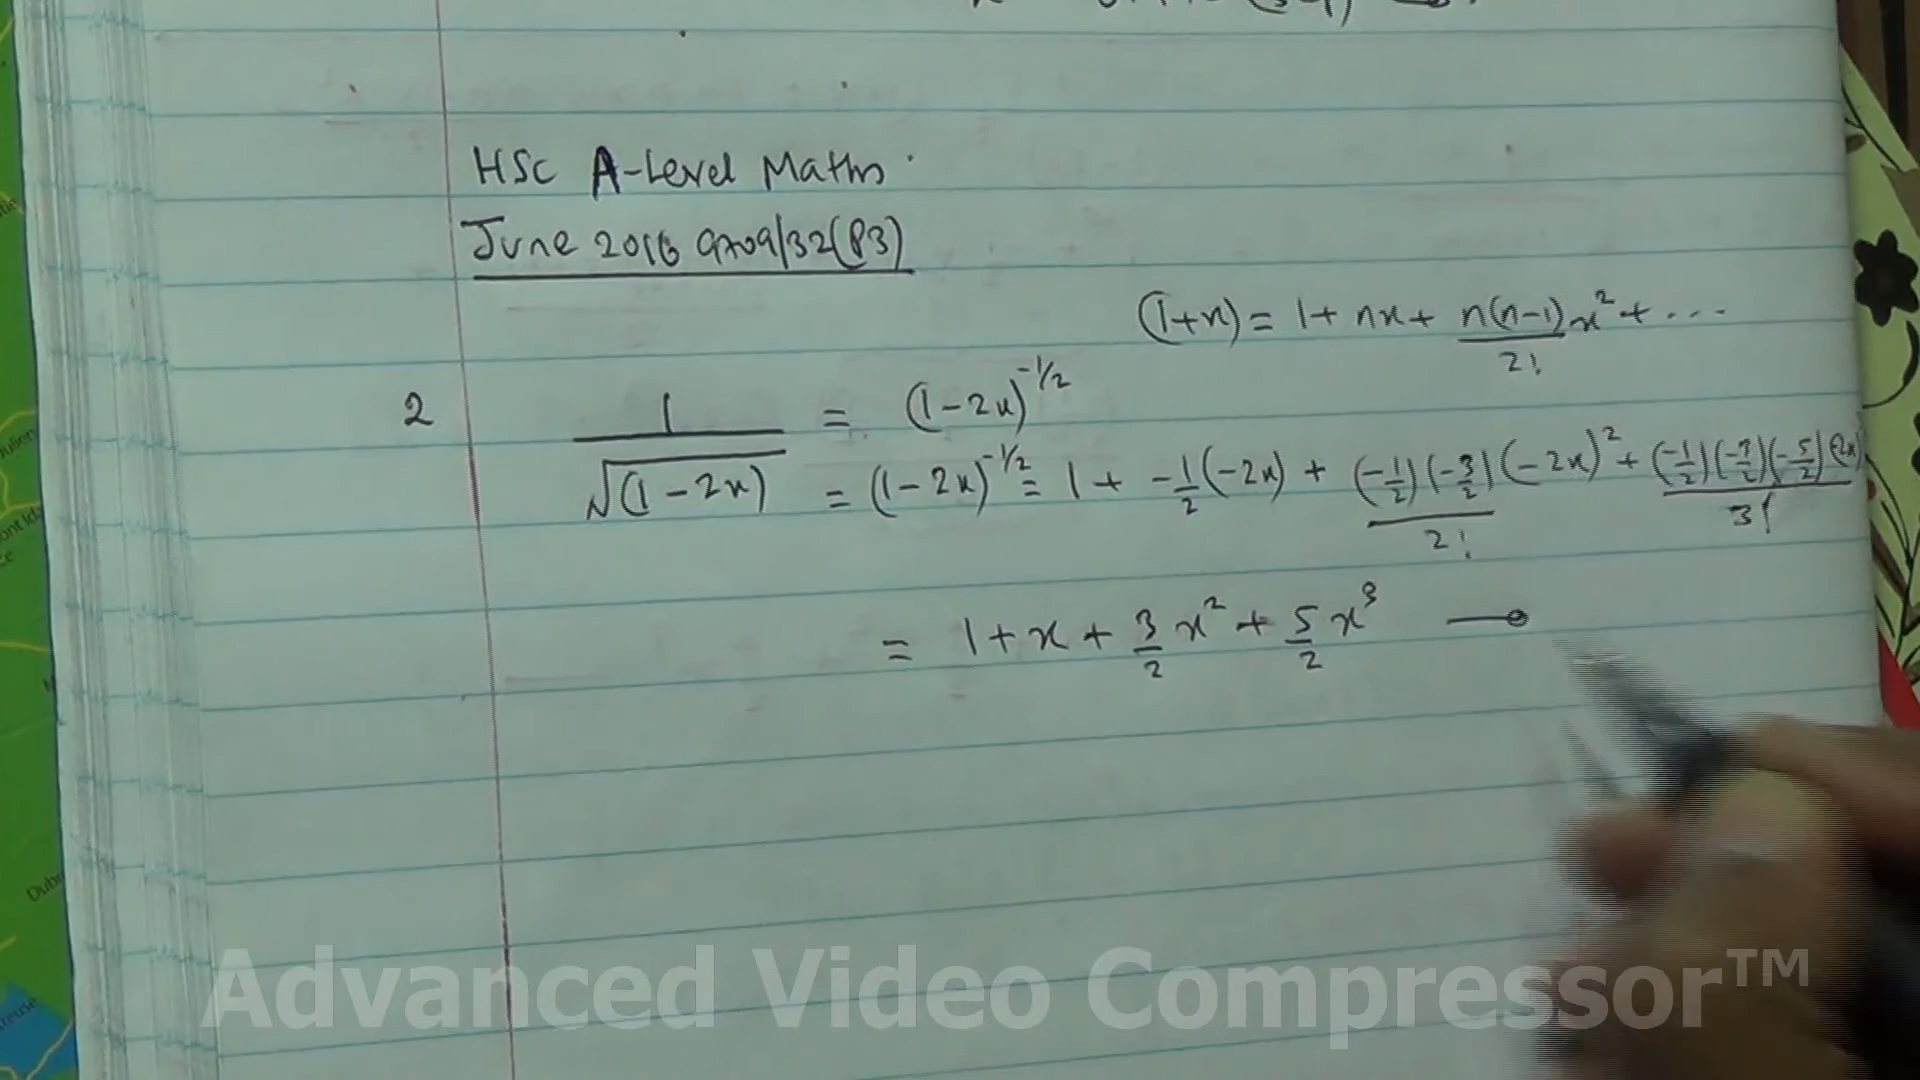 HSC A-Level Maths
June 2016 9709/32(P3)
(1+x) = 1 + nx + n(n-1)/2! x² + ...
2 1/√(1-2x) = (1-2x)^-1/2
= (1-2x)^-1/2 = 1 + -1/2(-2x) + (-1/2)(-3/2)/2! (-2x)² + (-1/2)(-3/2)(-5/2)(-2x)/3!
= 1 + x + 3/2 x² + 5/2 x³
Advanced Video Compressor™